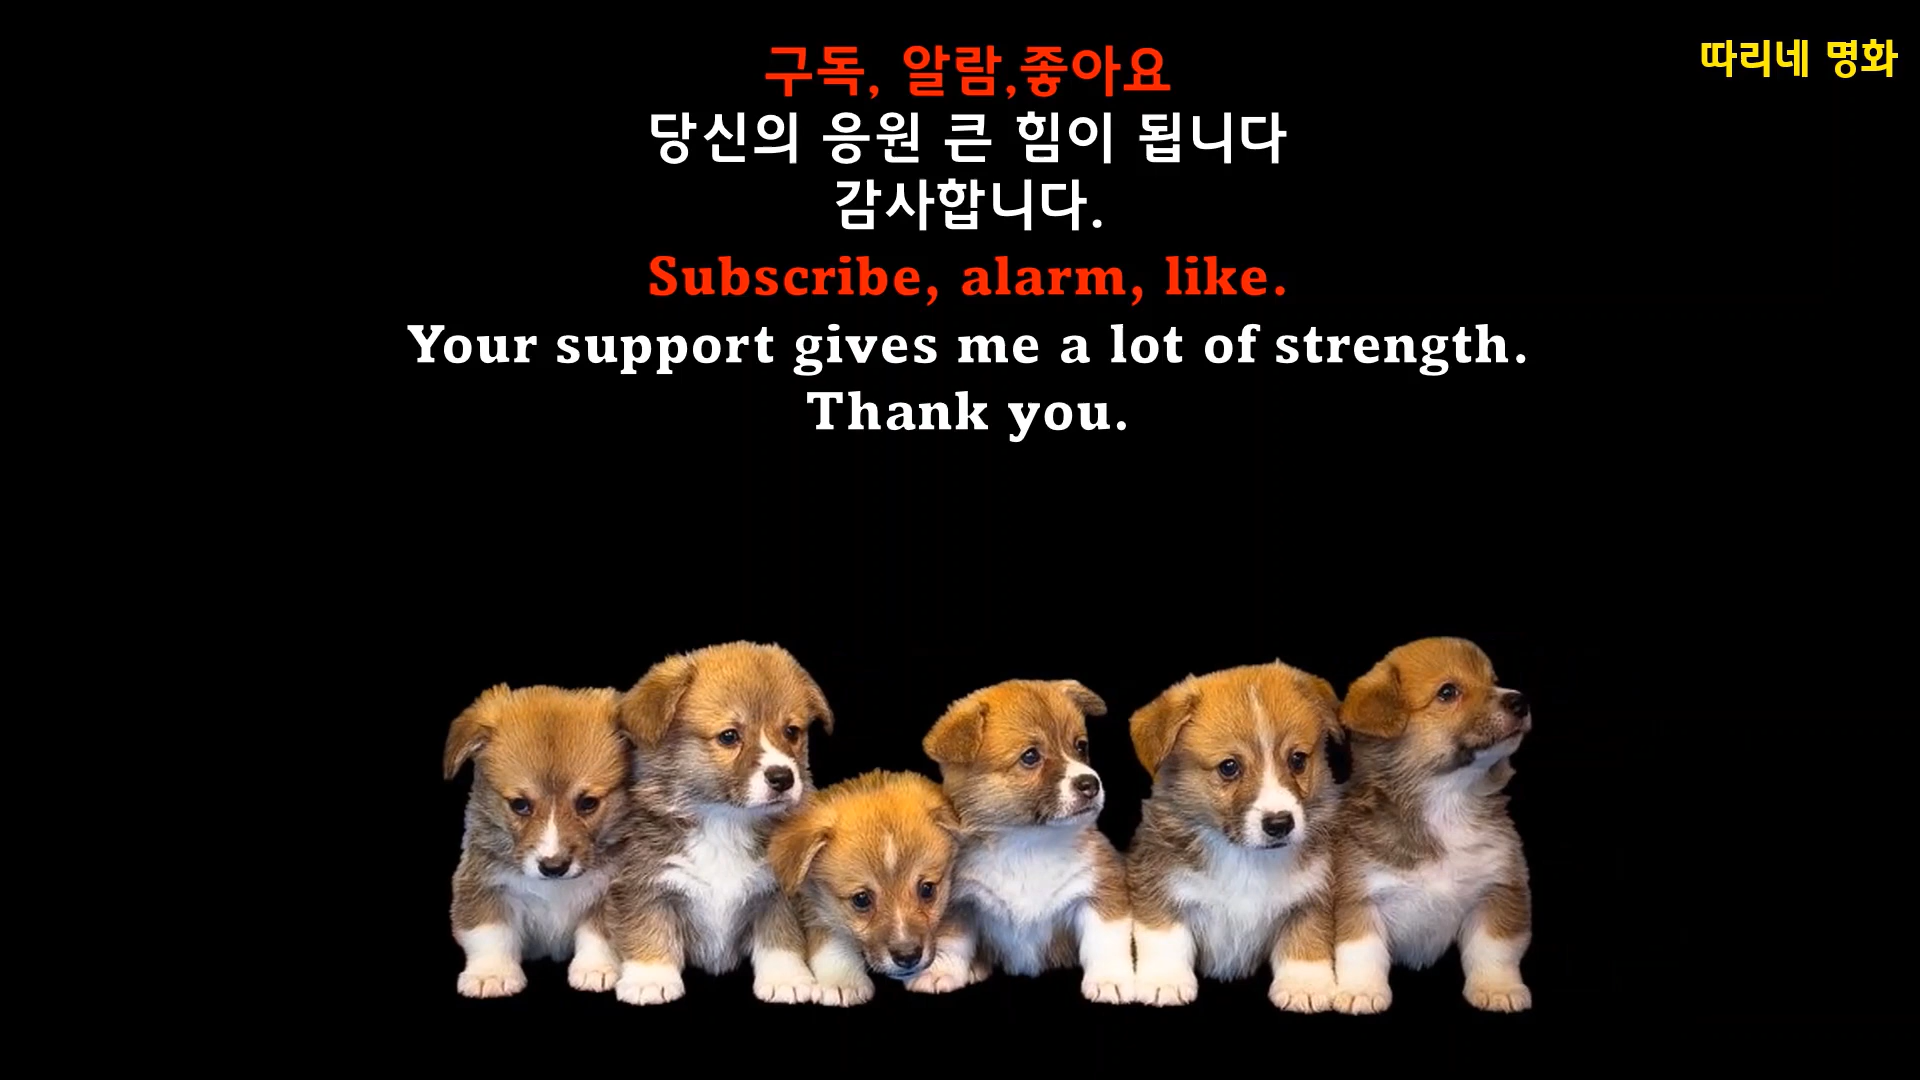 구독, 알람,좋아요
따리네 명화
당신의 응원 큰 힘이 됩니다
감사합니다.
Subscribe, alarm, like.
Your support gives me a lot of strength.
Thank you.